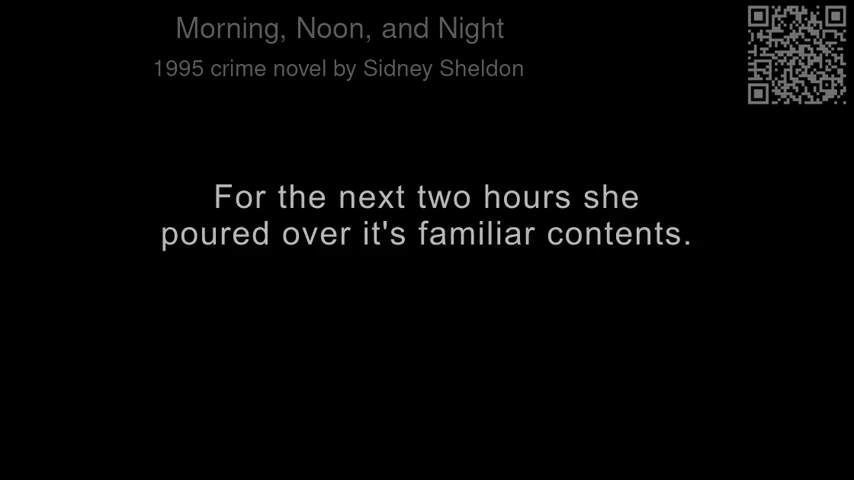 Morning, Noon, and Night
1995 crime novel by Sidney Sheldon
For the next two hours she
poured over it's familiar contents.